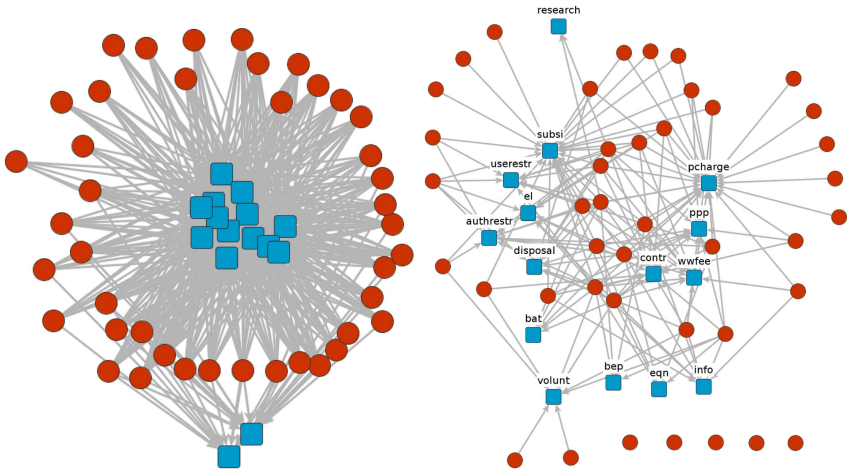 research
subsi
userestr
pcharge
el
ppp
authrestr
disposal
contr
wwfee
bat
bep
eqn
info
volunt